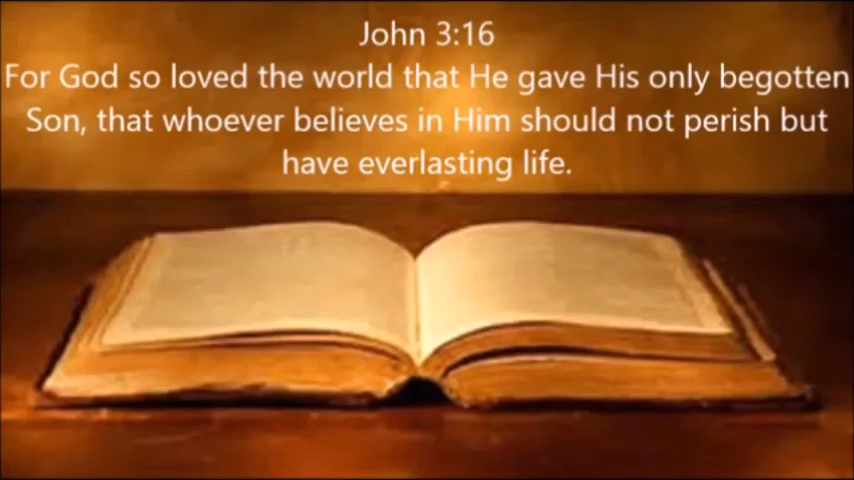 John 3:16
For God so loved the world that He gave His only begotten
Son, that whoever believes in Him should not perish but
have everlasting life.